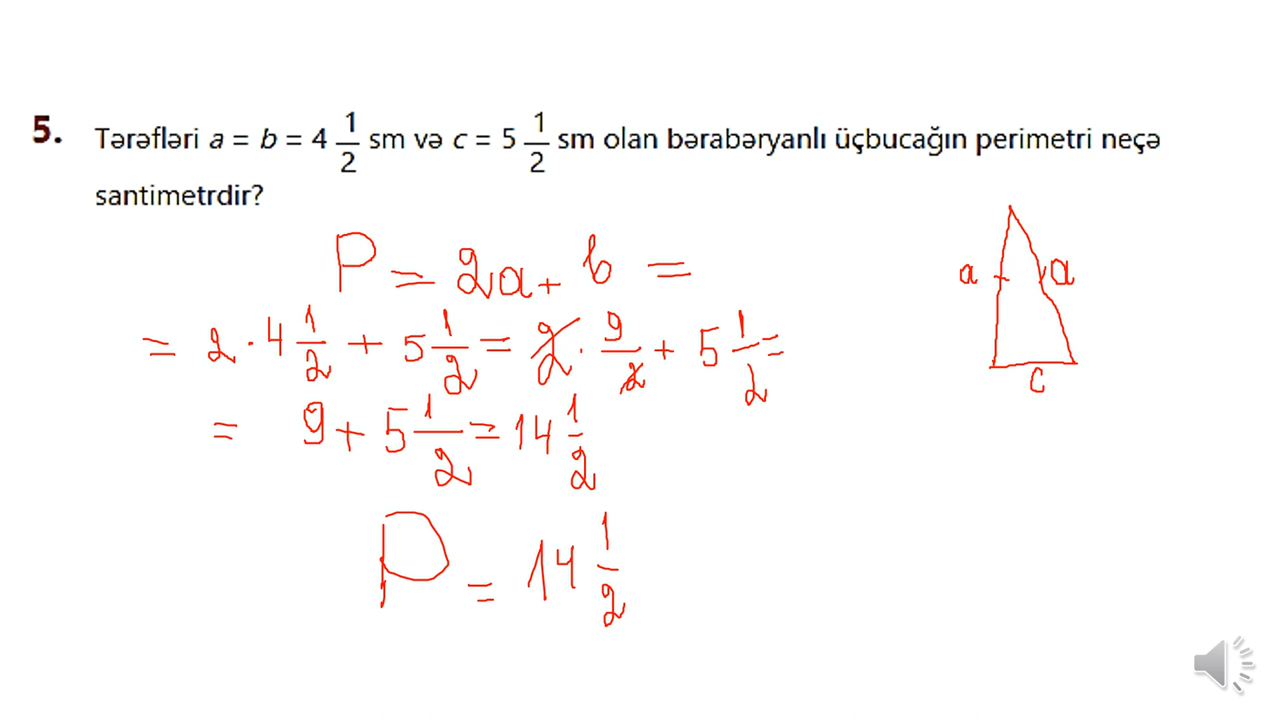 5. Tərəfləri a = b = 4 1/2 sm və c = 5 1/2 sm olan bərabəryanlı üçbucağın perimetri neçə
santimetrdir?
P = 2a + b =
= 2 · 4 1/2 + 5 1/2 = 2 · 9/2 + 5 1/2 =
= 9 + 5 1/2 = 14 1/2
P = 14 1/2
a a
c